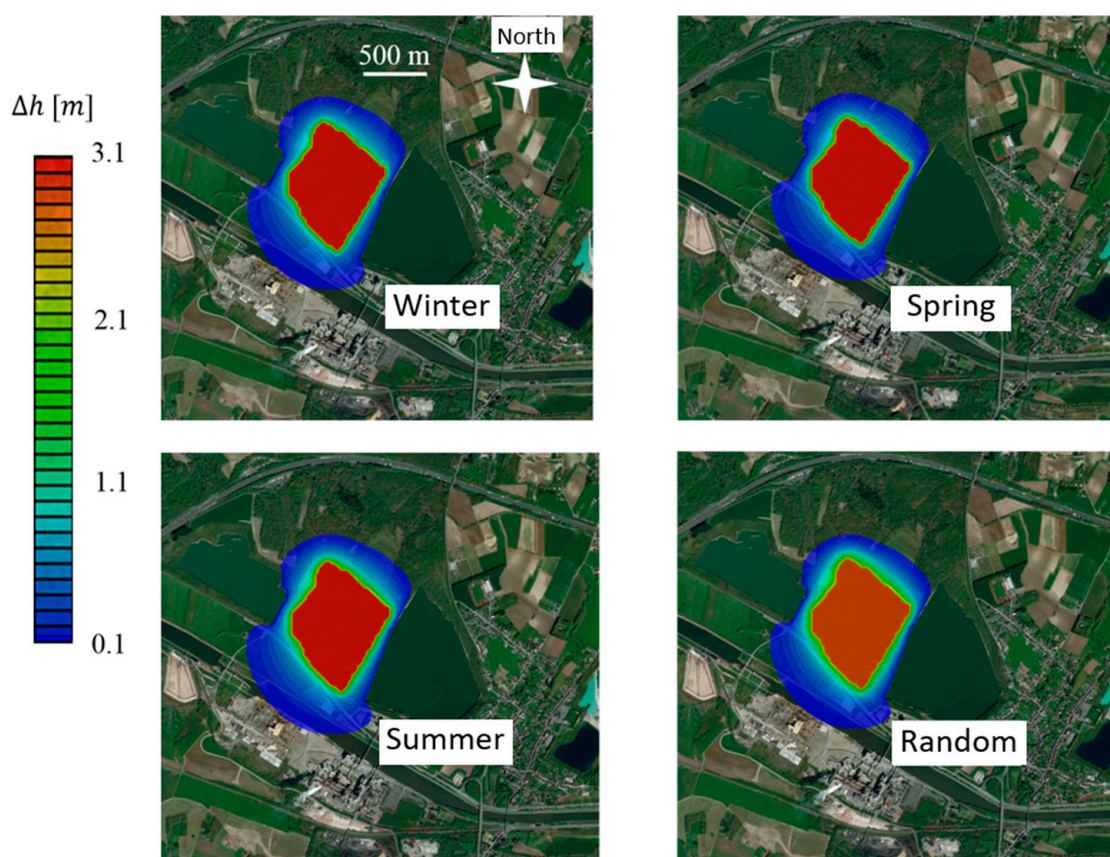 North
500 m
Δh [m]
3.1
2.1
1.1
0.1
Winter
Spring
Summer
Random